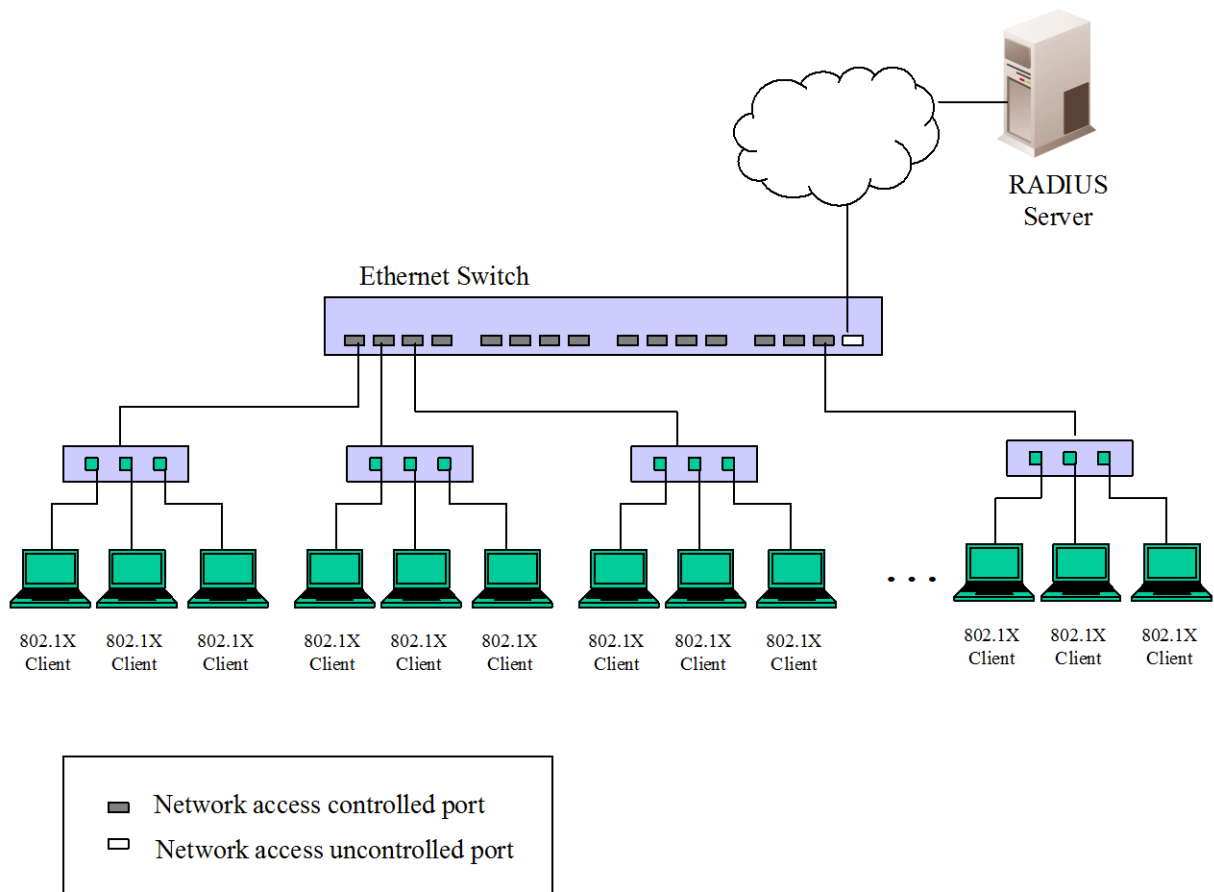 RADIUS
Server
Ethernet Switch
802.1X
Client
802.1X
Client
802.1X
Client
802.1X
Client
802.1X
Client
802.1X
Client
802.1X
Client
802.1X
Client
802.1X
Client
. . .
802.1X
Client
802.1X
Client
802.1X
Client
Network access controlled port
Network access uncontrolled port